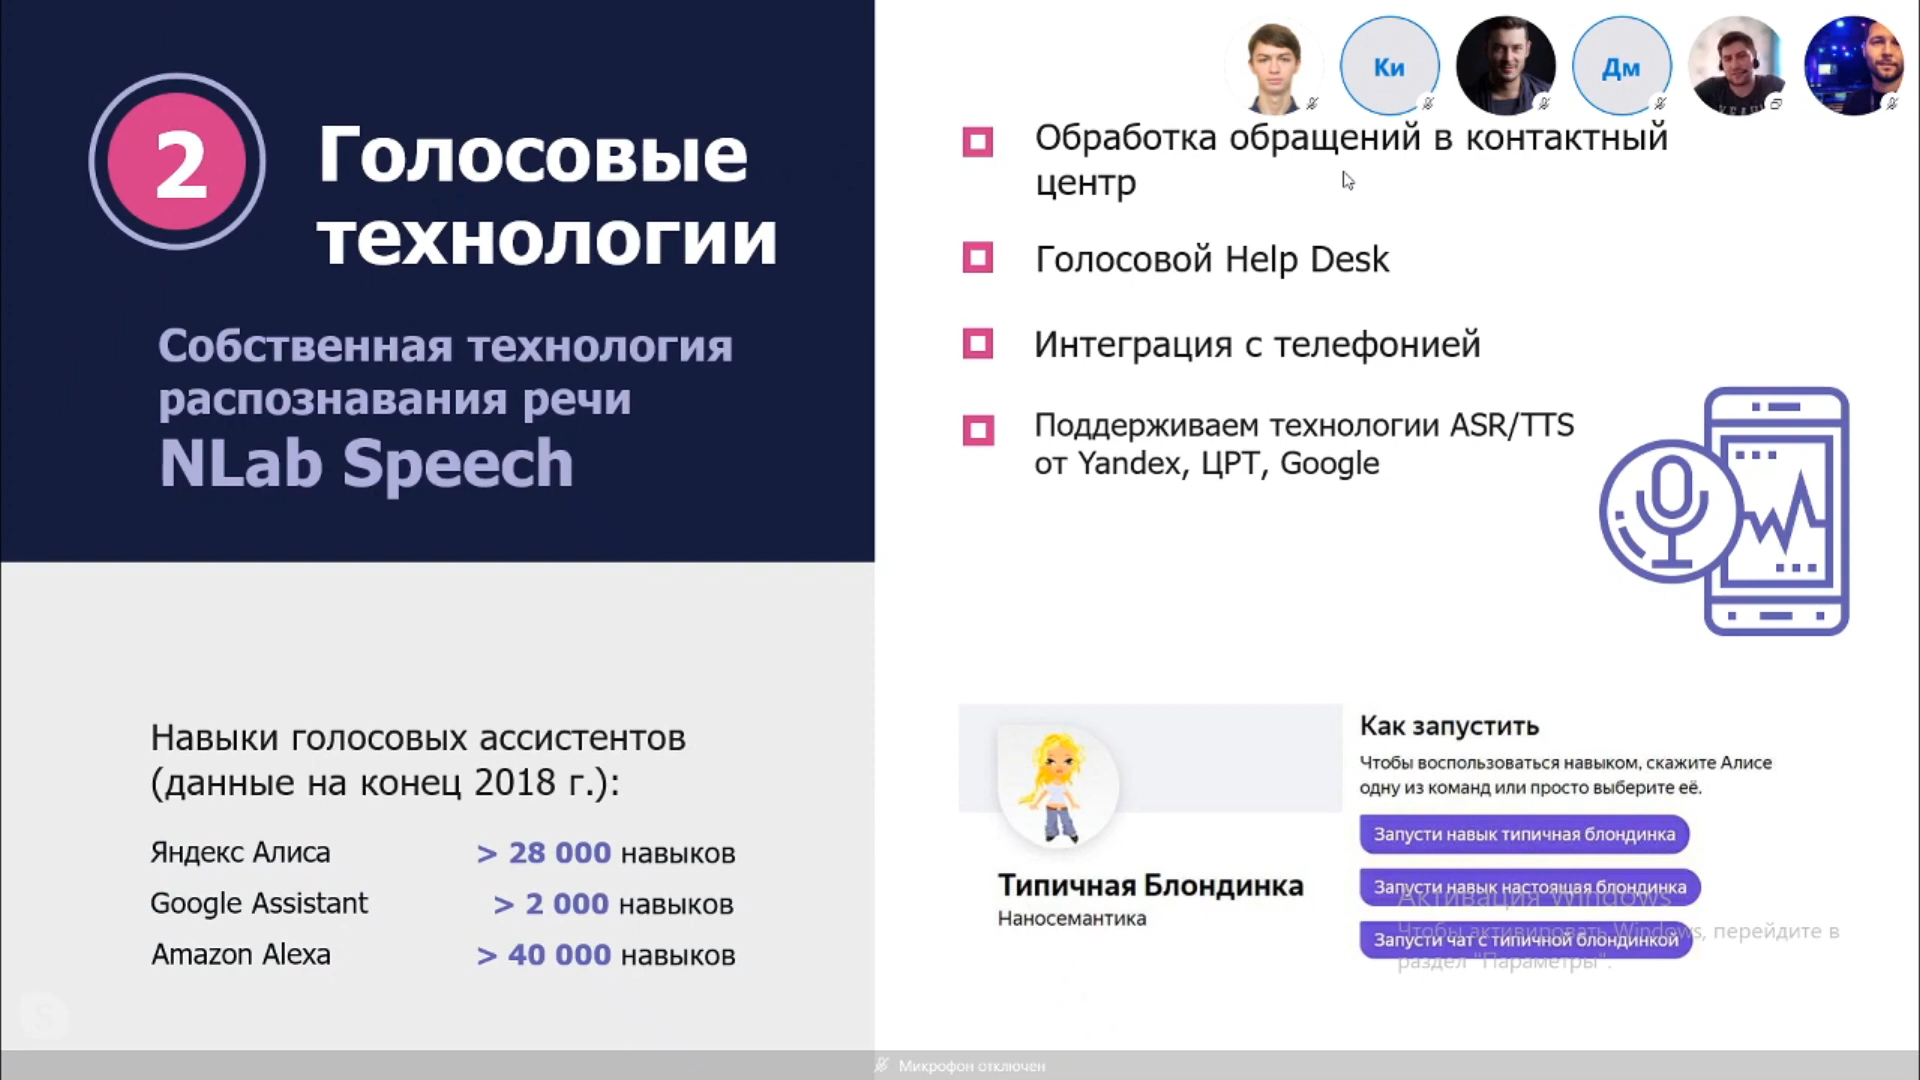 2
Голосовые
технологии
Собственная технология
распознавания речи
NLab Speech
Навыки голосовых ассистентов
(данные на конец 2018 г.):
Яндекс Алиса > 28 000 навыков
Google Assistant > 2 000 навыков
Amazon Alexa > 40 000 навыков
Ки
Дм
Обработка обращений в контактный
центр
Голосовой Help Desk
Интеграция с телефонией
Поддерживаем технологии ASR/TTS
от Yandex, ЦРТ, Google
Типичная Блондинка
Наносемантика
Как запустить
Чтобы воспользоваться навыком, скажите Алисе
одну из команд или просто выберите её.
Запусти навык типичная блондинка
Запусти навык настоящая блондинка
Запусти чат с типичной блондинкой
Активация Windows
Чтобы активировать Windows, перейдите в
раздел "Параметры".
Микрофон отключен